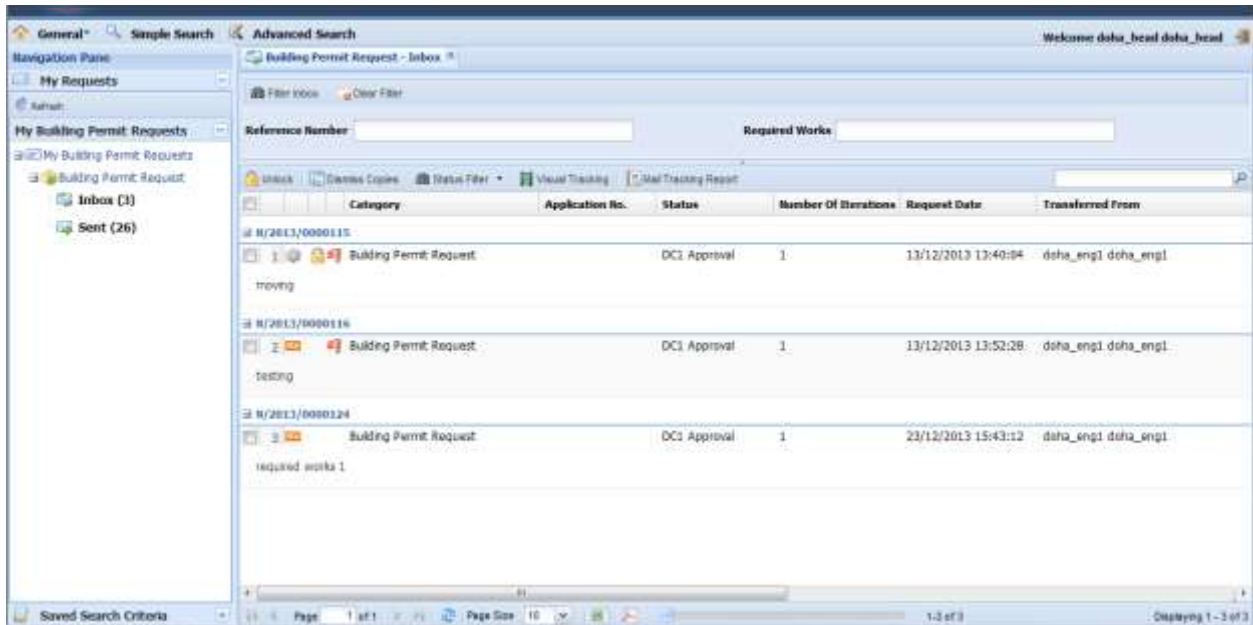 General Simple Search Advanced Search Welcome doha_head doha_head
Navigation Pane Building Permit Request - Inbox
My Requests
Filter Inbox Clear Filter
Refresh
My Building Permit Requests Reference Number Required Works
My Building Permit Requests
Building Permit Request Unlock Dismiss Copies Status Filter Visual Tracking Mail Tracking Report
Inbox (3) Category Application No. Status Number Of Iterations Request Date Transferred From
Sent (26)
N/2013/0000115
1 Building Permit Request DC1 Approval 1 13/12/2013 13:40:04 doha_eng1 doha_eng1
moving
N/2013/0000116
2 Building Permit Request DC1 Approval 1 13/12/2013 13:52:28 doha_eng1 doha_eng1
testing
N/2013/0000124
3 Building Permit Request DC1 Approval 1 23/12/2013 15:43:12 doha_eng1 doha_eng1
required works 1
Saved Search Criteria Page 1 of 1 Page Size 10 1-3 of 3 Displaying 1 - 3 of 3